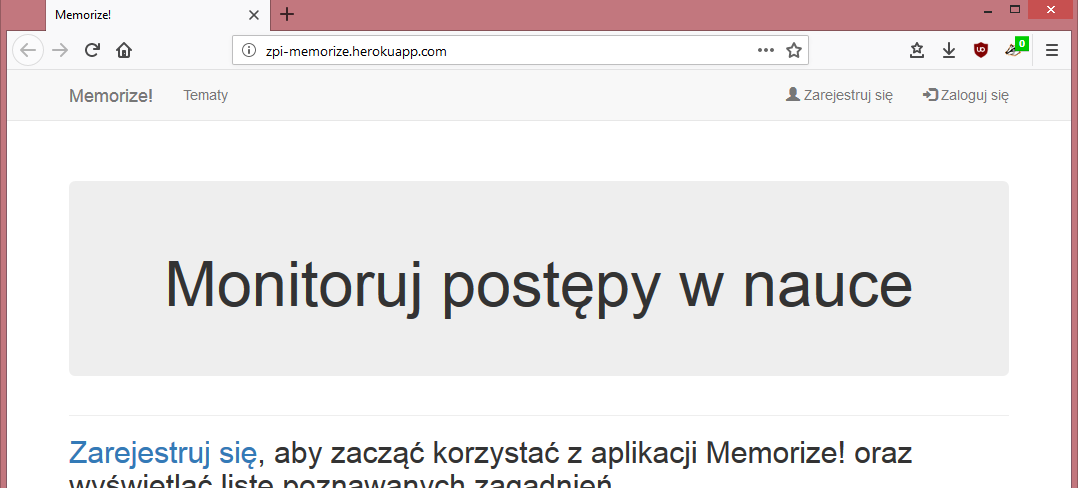 Memorize!
zpi-memorize.herokuapp.com
0
Memorize! Tematy Zarejestruj się Zaloguj się
Monitoruj postępy w nauce
Zarejestruj się, aby zacząć korzystać z aplikacji Memorize! oraz
wyświetlać listę poznawanych zagadnień